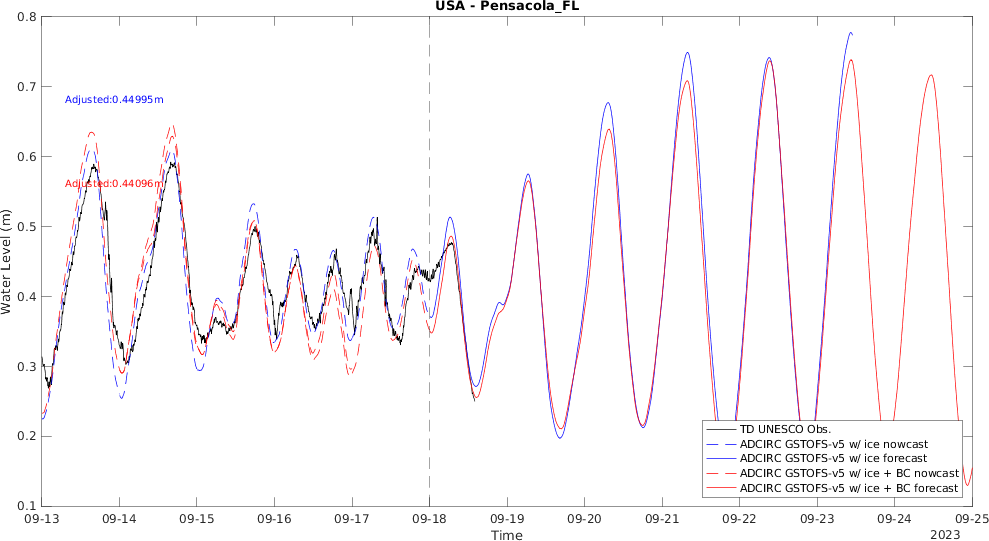 USA - Pensacola_FL
Water Level (m)
0.8
0.7
0.6
0.5
0.4
0.3
0.2
0.1
Adjusted:0.44995m
Adjusted:0.44096m
TD UNESCO Obs.
ADCIRC GSTOFS-v5 w/ ice nowcast
ADCIRC GSTOFS-v5 w/ ice forecast
ADCIRC GSTOFS-v5 w/ ice + BC nowcast
ADCIRC GSTOFS-v5 w/ ice + BC forecast
09-13 09-14 09-15 09-16 09-17 09-18 09-19 09-20 09-21 09-22 09-23 09-24 09-25
Time
2023